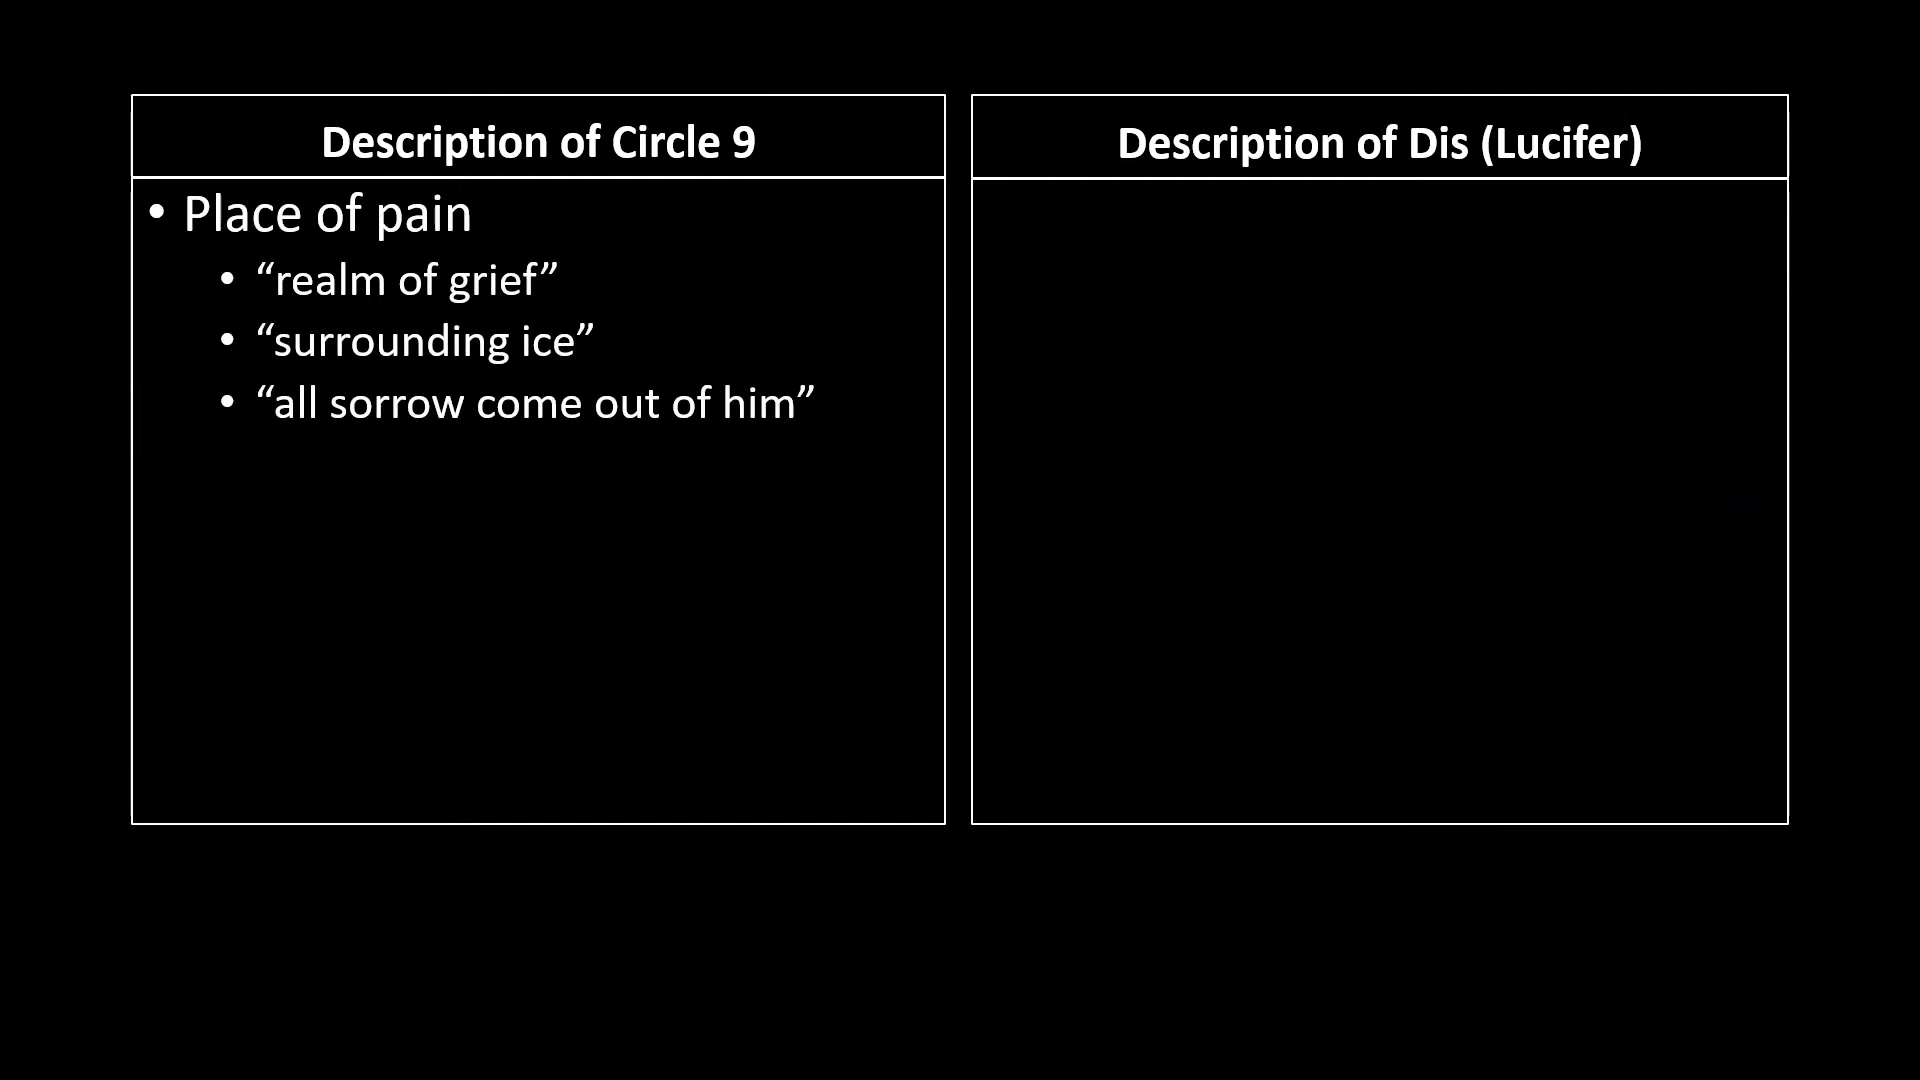 Description of Circle 9
• Place of pain
• “realm of grief”
• “surrounding ice”
• “all sorrow come out of him”
Description of Dis (Lucifer)